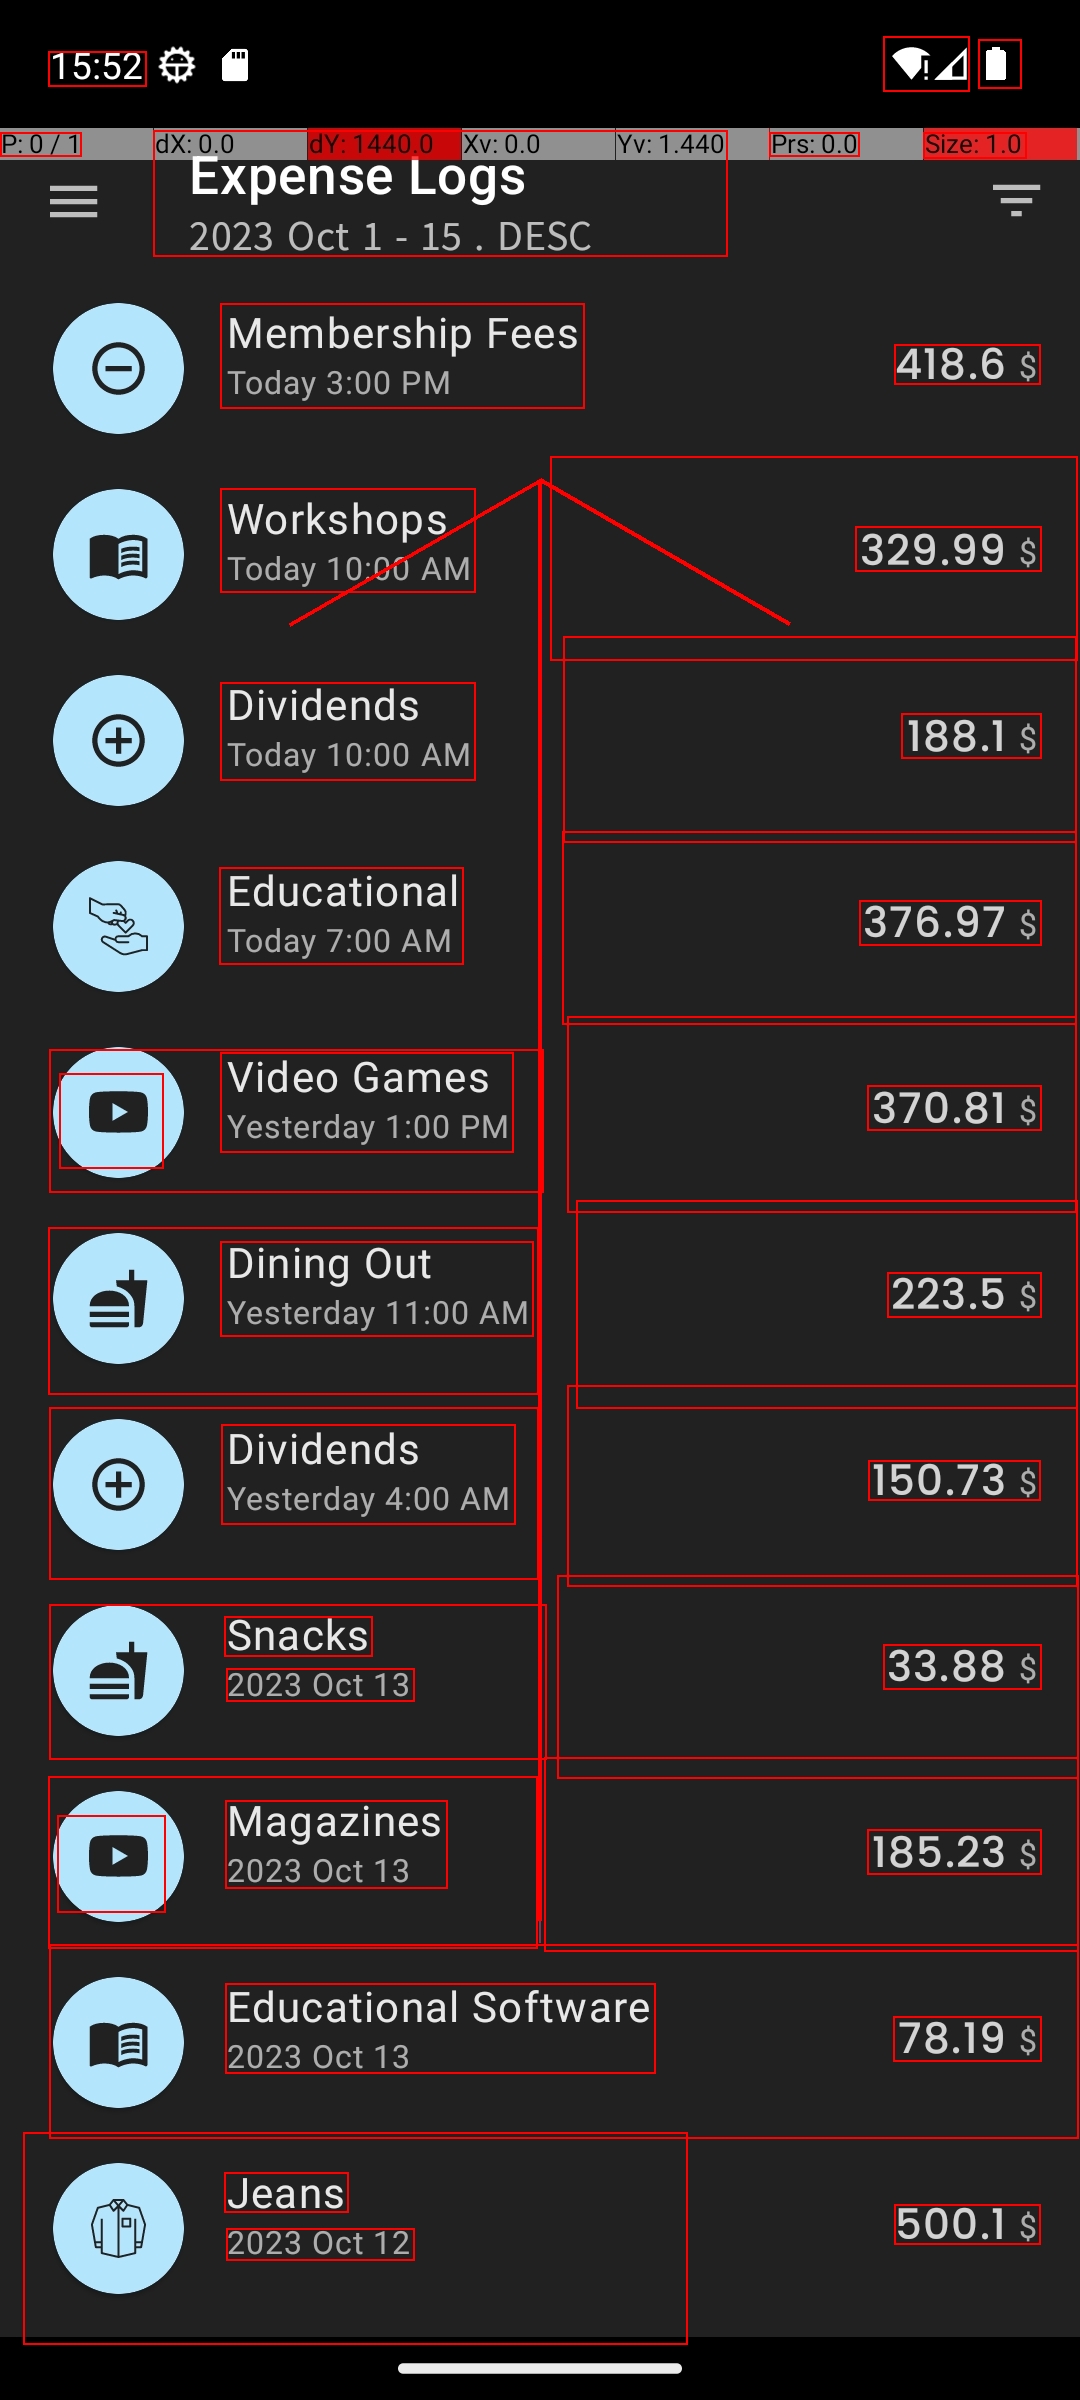 15:52
P: 0 / 1 dX: 0.0 dY: 1440.0 Xv: 0.0 Yv: 1.440 Prs: 0.0 Size: 1.0
Expense Logs
2023 Oct 1 - 15 . DESC
Membership Fees
Today 3:00 PM
418.6 $
Workshops
Today 10:00 AM
329.99 $
Dividends
Today 10:00 AM
188.1 $
Educational
Today 7:00 AM
376.97 $
Video Games
Yesterday 1:00 PM
370.81 $
Dining Out
Yesterday 11:00 AM
223.5 $
Dividends
Yesterday 4:00 AM
150.73 $
Snacks
2023 Oct 13
33.88 $
Magazines
2023 Oct 13
185.23 $
Educational Software
2023 Oct 13
78.19 $
Jeans
2023 Oct 12
500.1 $